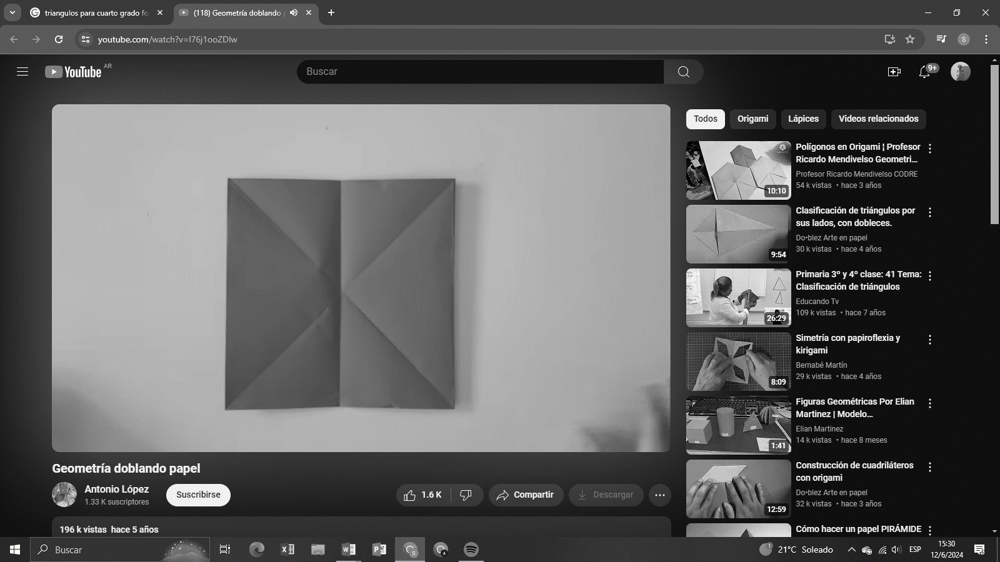 triangulos para cuarto grado fo
(118) Geometría doblando p
youtube.com/watch?v=I76j1ooZDlw
S
YouTube AR
Buscar
9+
Todos
Origami
Lápices
Videos relacionados
Polígonos en Origami ¦ Profesor
Ricardo Mendivelso Geometri...
Profesor Ricardo Mendivelso CODRE
54 k vistas • hace 3 años
10:10
Clasificación de triángulos por
sus lados, con dobleces.
Do•blez Arte en papel
30 k vistas • hace 4 años
9:54
Primaria 3º y 4º clase: 41 Tema:
Clasificación de triángulos
Educando Tv
109 k vistas • hace 7 años
26:29
Simetría con papiroflexia y
kirigami
Bernabé Martín
29 k vistas • hace 4 años
8:09
Figuras Geométricas Por Elian
Martinez | Modelo...
Elian Martinez
14 k vistas • hace 8 meses
1:41
Construcción de cuadriláteros
con origami
Do•blez Arte en papel
32 k vistas • hace 3 años
12:59
Cómo hacer un papel PIRÁMIDE
Geometría doblando papel
Antonio López
1.33 K suscriptores
Suscribirse
1.6 K
Compartir
Descargar
196 k vistas hace 5 años
Buscar
1
21°C Soleado
ESP
15:30
12/6/2024